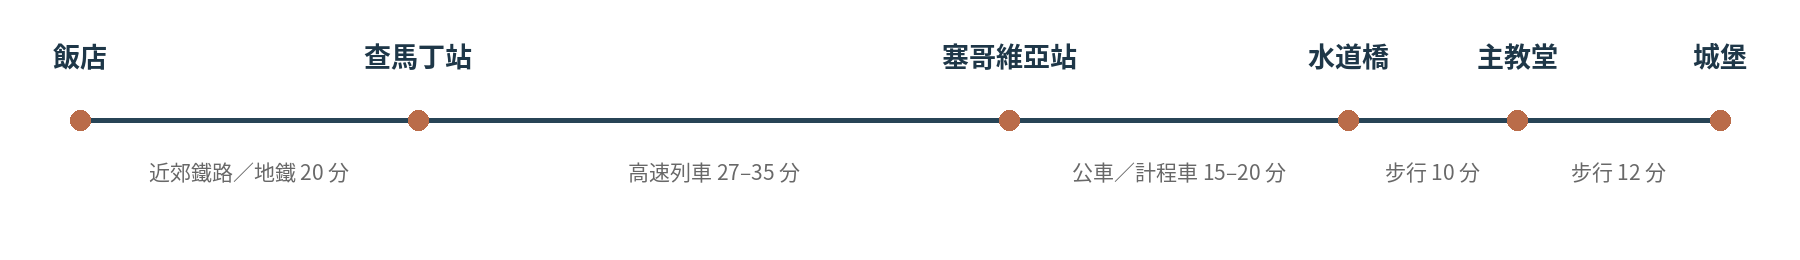 飯店
查馬丁站
塞哥維亞站
水道橋
主教堂
城堡
近郊鐵路／地鐵 20 分
高速列車 27–35 分
公車／計程車 15–20 分
步行 10 分
步行 12 分